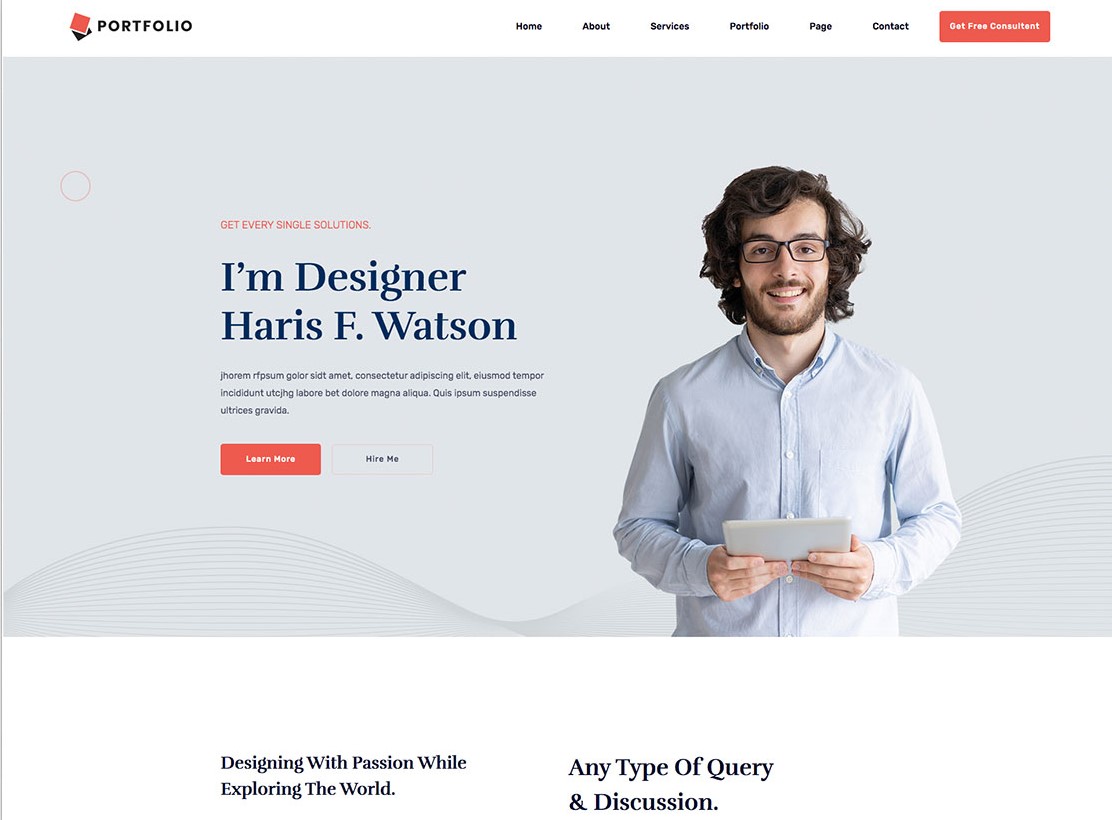 PORTFOLIO
Home About Services Portfolio Page Contact Get Free Consultent
GET EVERY SINGLE SOLUTIONS.
I’m Designer
Haris F. Watson
jhorem rfpsum golor sidt amet, consectetur adipiscing elit, eiusmod tempor
incididunt utcjhg labore bet dolore magna aliqua. Quis ipsum suspendisse
ultrices gravida.
Learn More Hire Me
Designing With Passion While
Exploring The World.
Any Type Of Query
& Discussion.